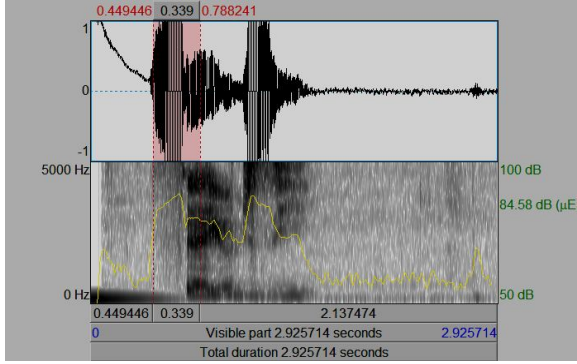 0.449446 0.339 0.788241
1
0
-1
5000 Hz 100 dB
84.58 dB (µE
0 Hz 50 dB
0.449446 0.339 2.137474
0 Visible part 2.925714 seconds 2.925714
Total duration 2.925714 seconds